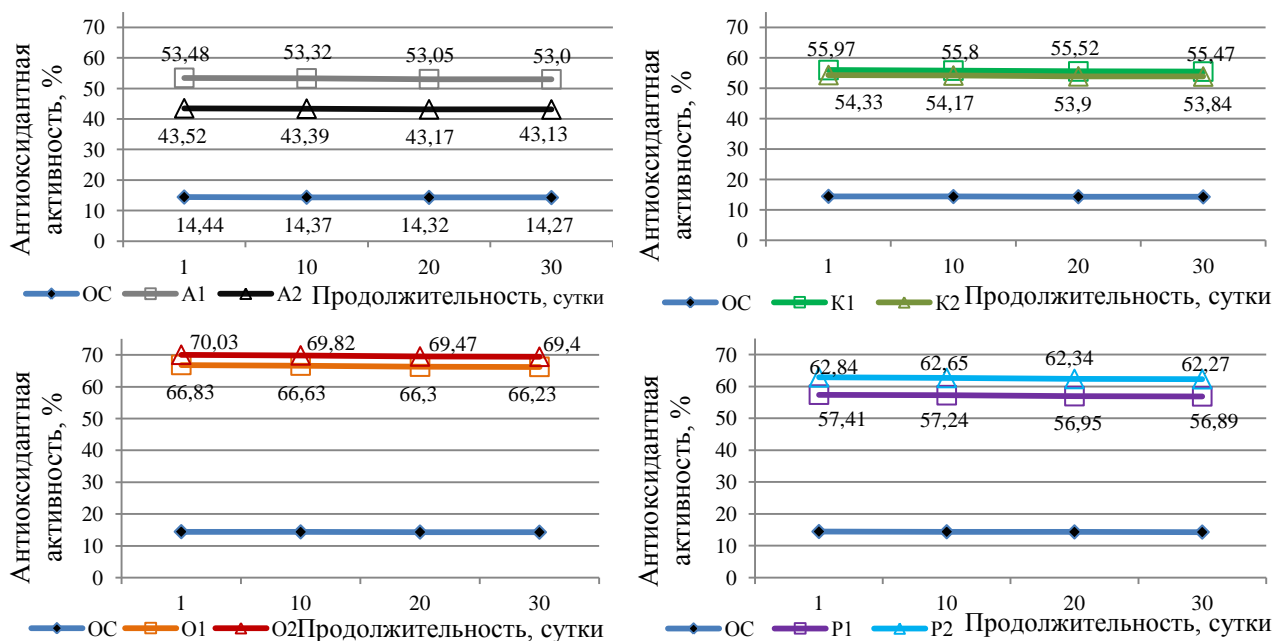 Антиоксидантная активность, %
70
60
50
40
30
20
10
0
53,48 53,32 53,05 53,0
43,52 43,39 43,17 43,13
14,44 14,37 14,32 14,27
1 10 20 30
ОС А1 А2 Продолжительность, сутки
Антиоксидантная активность, %
70
60
50
40
30
20
10
0
55,97 55,8 55,52 55,47
54,33 54,17 53,9 53,84
1 10 20 30
ОС К1 К2 Продолжительность, сутки
Антиоксидантная активность, %
70
60
50
40
30
20
10
0
70,03 69,82 69,47 69,4
66,83 66,63 66,3 66,23
1 10 20 30
ОС О1 О2 Продолжительность, сутки
Антиоксидантная активность, %
70
60
50
40
30
20
10
0
62,84 62,65 62,34 62,27
57,41 57,24 56,95 56,89
1 10 20 30
ОС Р1 Р2 Продолжительность, сутки